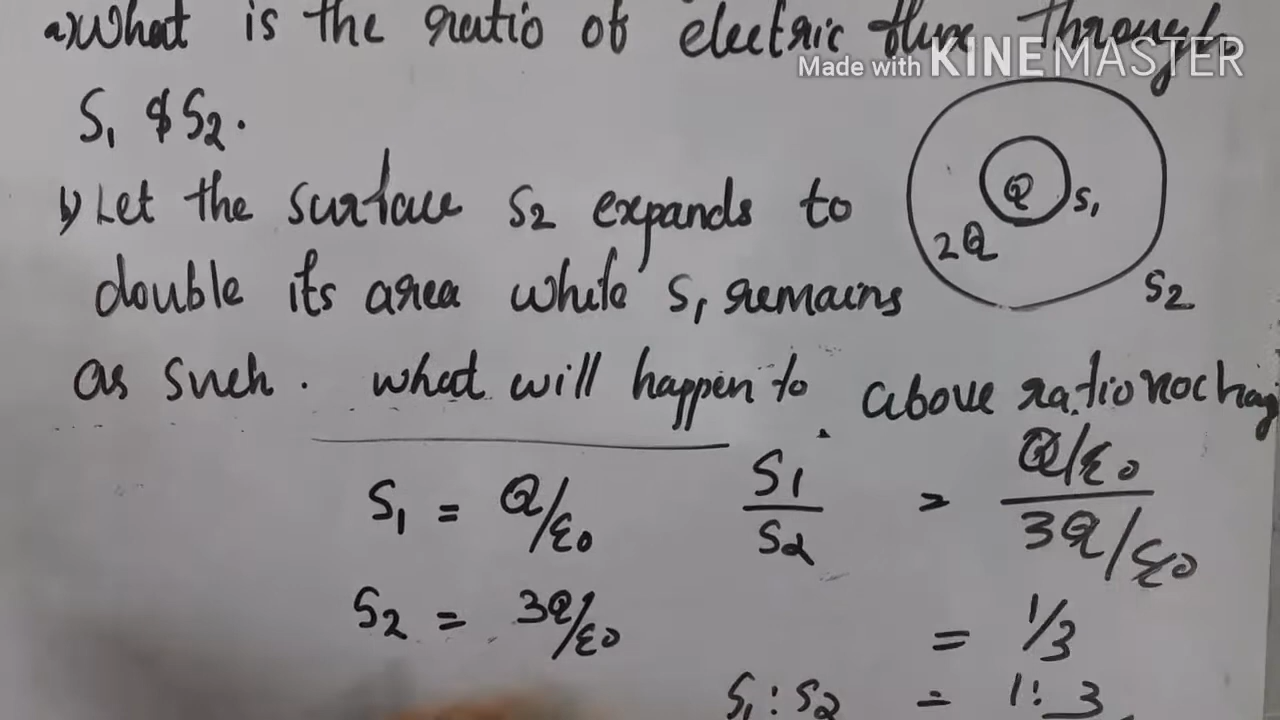 a) What is the ratio of electric flux through
Made with KINEMASTER
S₁ & S₂.
b) Let the surface S₂ expands to
double its area while S₁ remains
as such. what will happen to above ratio
Q S₁
2Q
S₂
S₁ = Q/ε₀
S₂ = 3Q/ε₀
S₁/S₂ = Q/ε₀ / 3Q/ε₀
= 1/3
S₁ : S₂ = 1 : 3